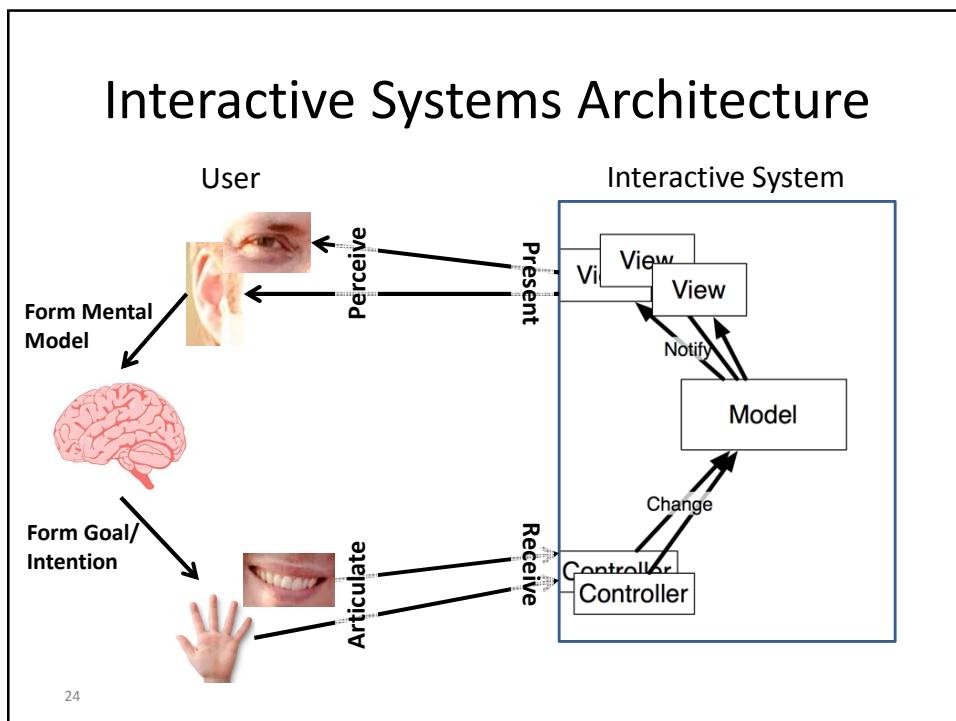 Interactive Systems Architecture
User
Interactive System
Perceive
Present
View
View
View
Form Mental
Model
Notify
Model
Change
Form Goal/
Intention
Articulate
Receive
Controller
Controller
24